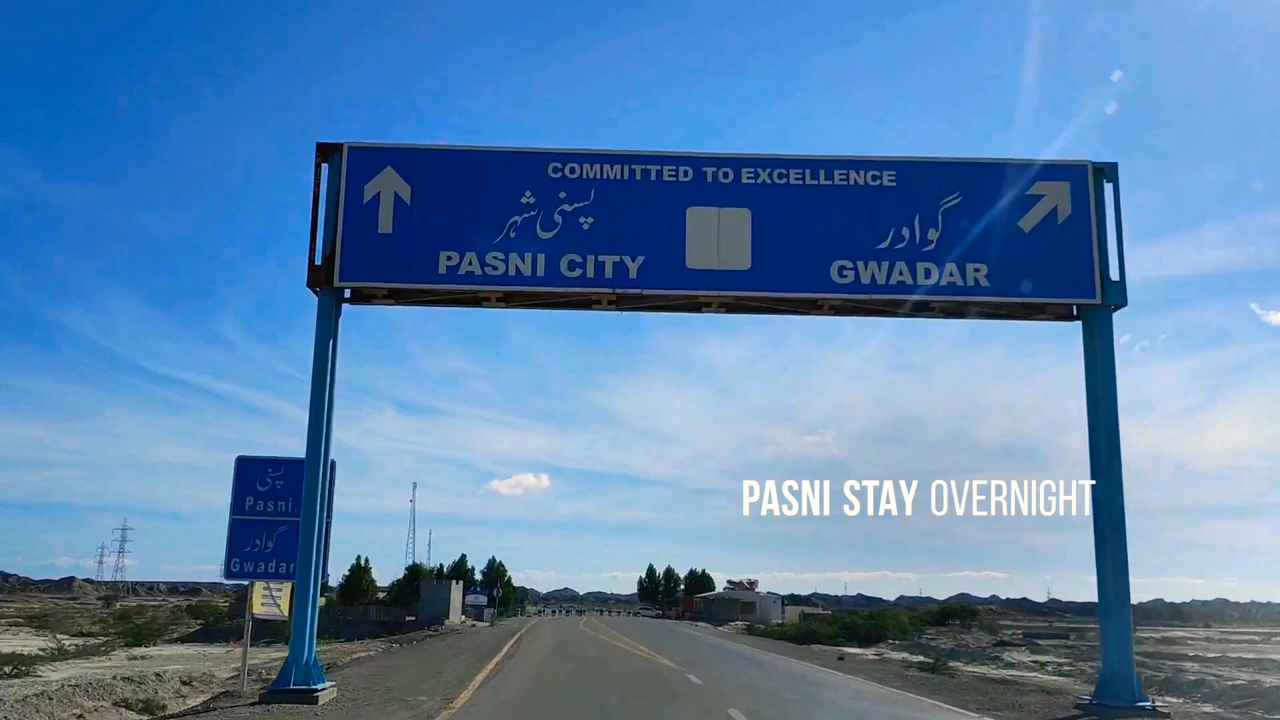 COMMITTED TO EXCELLENCE
پسنی شہر
PASNI CITY
گوادر
GWADAR
پسنی
Pasni
گوادر
Gwadar
PASNI STAY OVERNIGHT